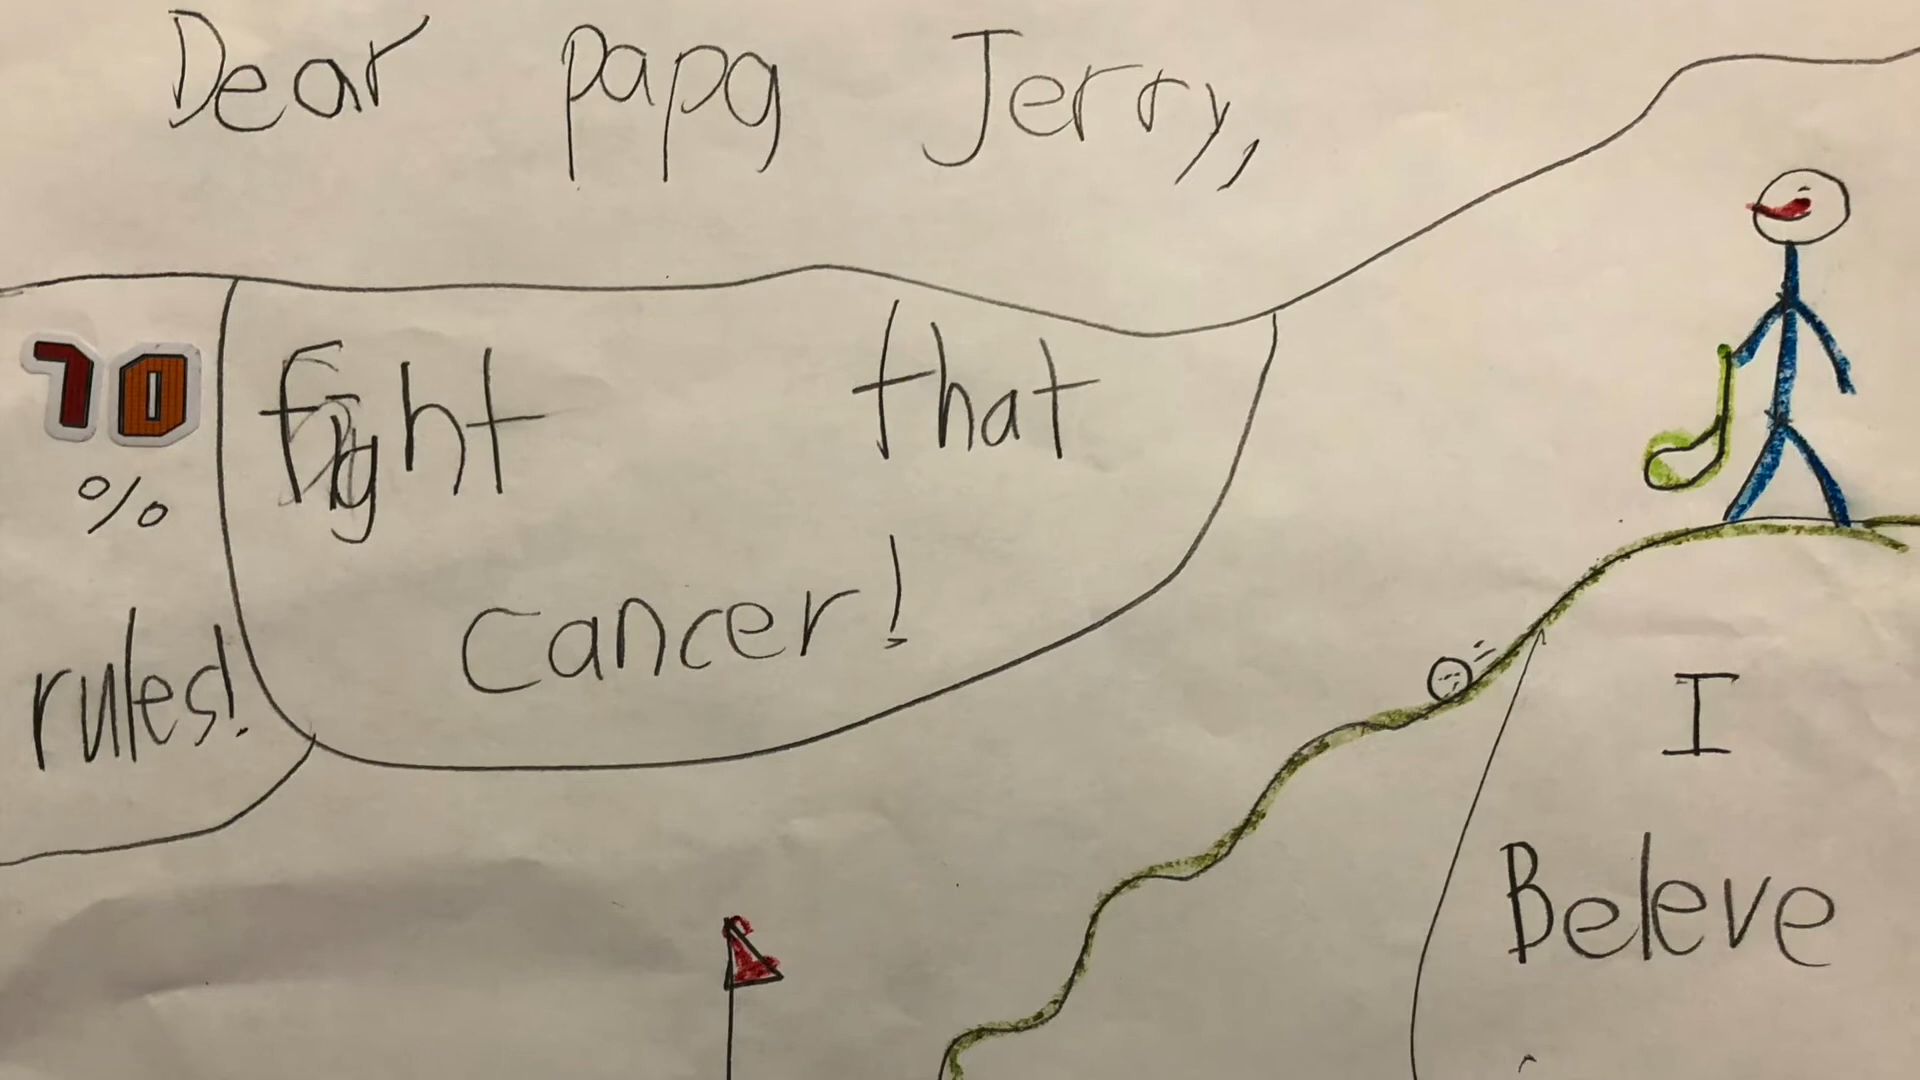 Dear papa Jerry,
70
%
rules!
fight that
cancer!
I
Beleve